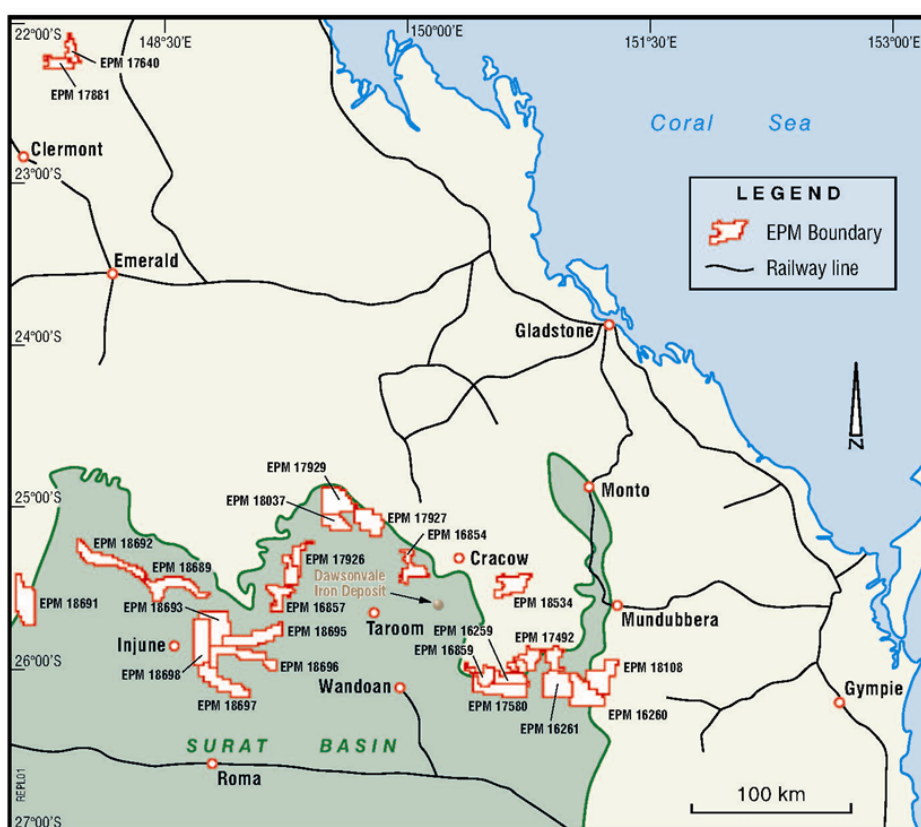 148°30'E
150°00'E
151°30'E
153°00'E
22°00'S
23°00'S
24°00'S
25°00'S
26°00'S
27°00'S
EPM 17640
EPM 17881
Clermont
Emerald
Coral Sea
LEGEND
EPM Boundary
Railway line
Gladstone
N
EPM 17929
EPM 18037
EPM 17927
EPM 16854
Monto
EPM 18692
EPM 18689
EPM 17926
Cracow
Dawsonvale
Iron Deposit
EPM 18534
EPM 18691
EPM 18693
EPM 16857
Taroom
Mundubbera
EPM 18695
EPM 16259
EPM 17492
EPM 16859
Injune
EPM 18696
EPM 18108
EPM 18698
Wandoan
EPM 18697
EPM 17580
EPM 16261
EPM 16260
Gympie
SURAT BASIN
Roma
100 km
REPL01